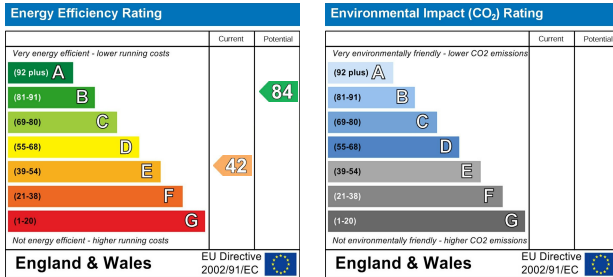 Energy Efficiency Rating
Current Potential
Very energy efficient - lower running costs
(92 plus) A
(81-91) B
84
(69-80) C
(55-68) D
(39-54) E
42
(21-38) F
(1-20) G
Not energy efficient - higher running costs
England & Wales
EU Directive
2002/91/EC
Environmental Impact (CO2) Rating
Current Potential
Very environmentally friendly - lower CO2 emissions
(92 plus) A
(81-91) B
(69-80) C
(55-68) D
(39-54) E
(21-38) F
(1-20) G
Not environmentally friendly - higher CO2 emissions
England & Wales
EU Directive
2002/91/EC